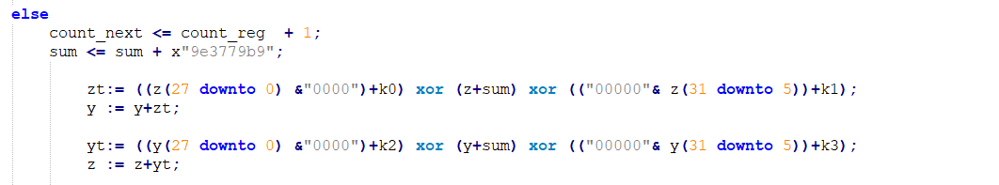 else
count_next <= count_reg + 1;
sum <= sum + x"9e3779b9";
zt:= ((z(27 downto 0) &"0000")+k0) xor (z+sum) xor (("00000"& z(31 downto 5))+k1);
y := y+zt;
yt:= ((y(27 downto 0) &"0000")+k2) xor (y+sum) xor (("00000"& y(31 downto 5))+k3);
z := z+yt;